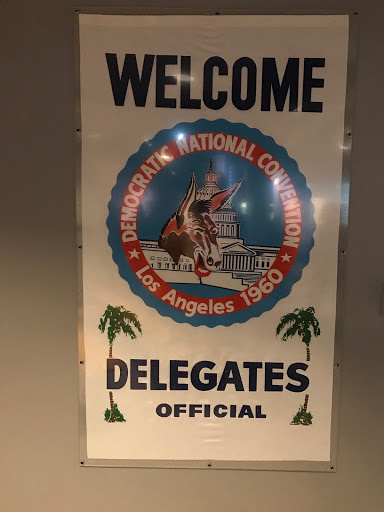 WELCOME
DEMOCRATIC NATIONAL CONVENTION
★ Los Angeles 1960 ★
DELEGATES
OFFICIAL